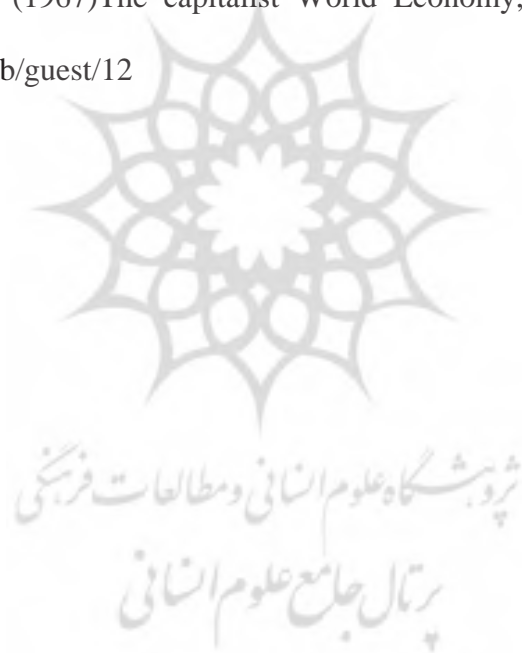 (1967)The capitalist World Economy,
b/guest/12
پژوهشگاه علوم انسانی و مطالعات فرهنگی
پرتال جامع علوم انسانی